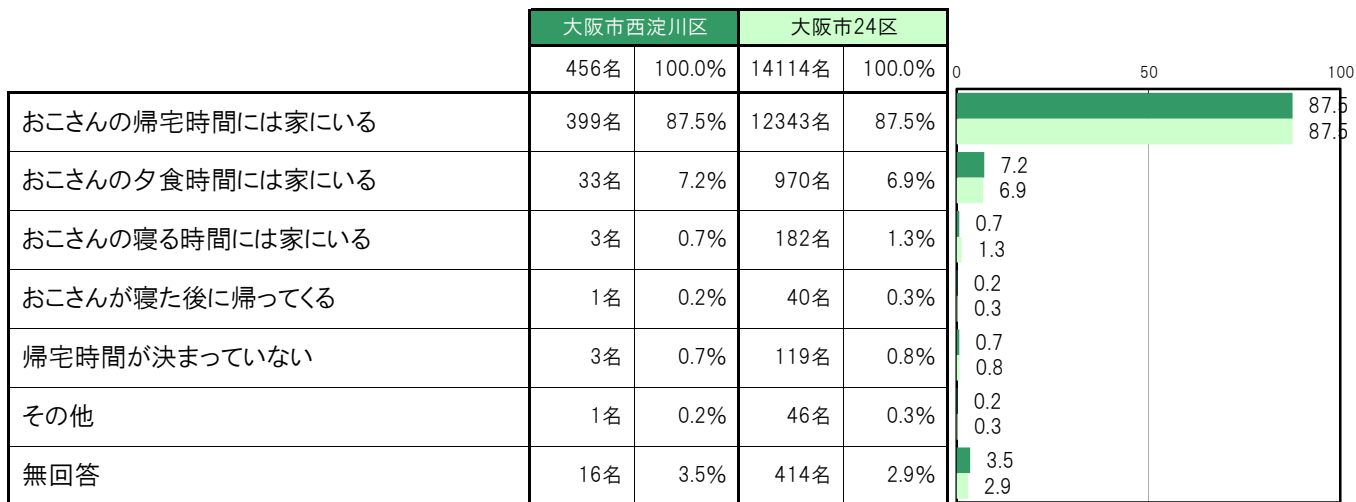 大阪市西淀川区 大阪市24区
456名 100.0% 14114名 100.0% 0 50 100
おこさんの帰宅時間には家にいる 399名 87.5% 12343名 87.5% 87.5
87.5
おこさんの夕食時間には家にいる 33名 7.2% 970名 6.9% 7.2
6.9
おこさんの寝る時間には家にいる 3名 0.7% 182名 1.3% 0.7
1.3
おこさんが寝た後に帰ってくる 1名 0.2% 40名 0.3% 0.2
0.3
帰宅時間が決まっていない 3名 0.7% 119名 0.8% 0.7
0.8
その他 1名 0.2% 46名 0.3% 0.2
0.3
無回答 16名 3.5% 414名 2.9% 3.5
2.9